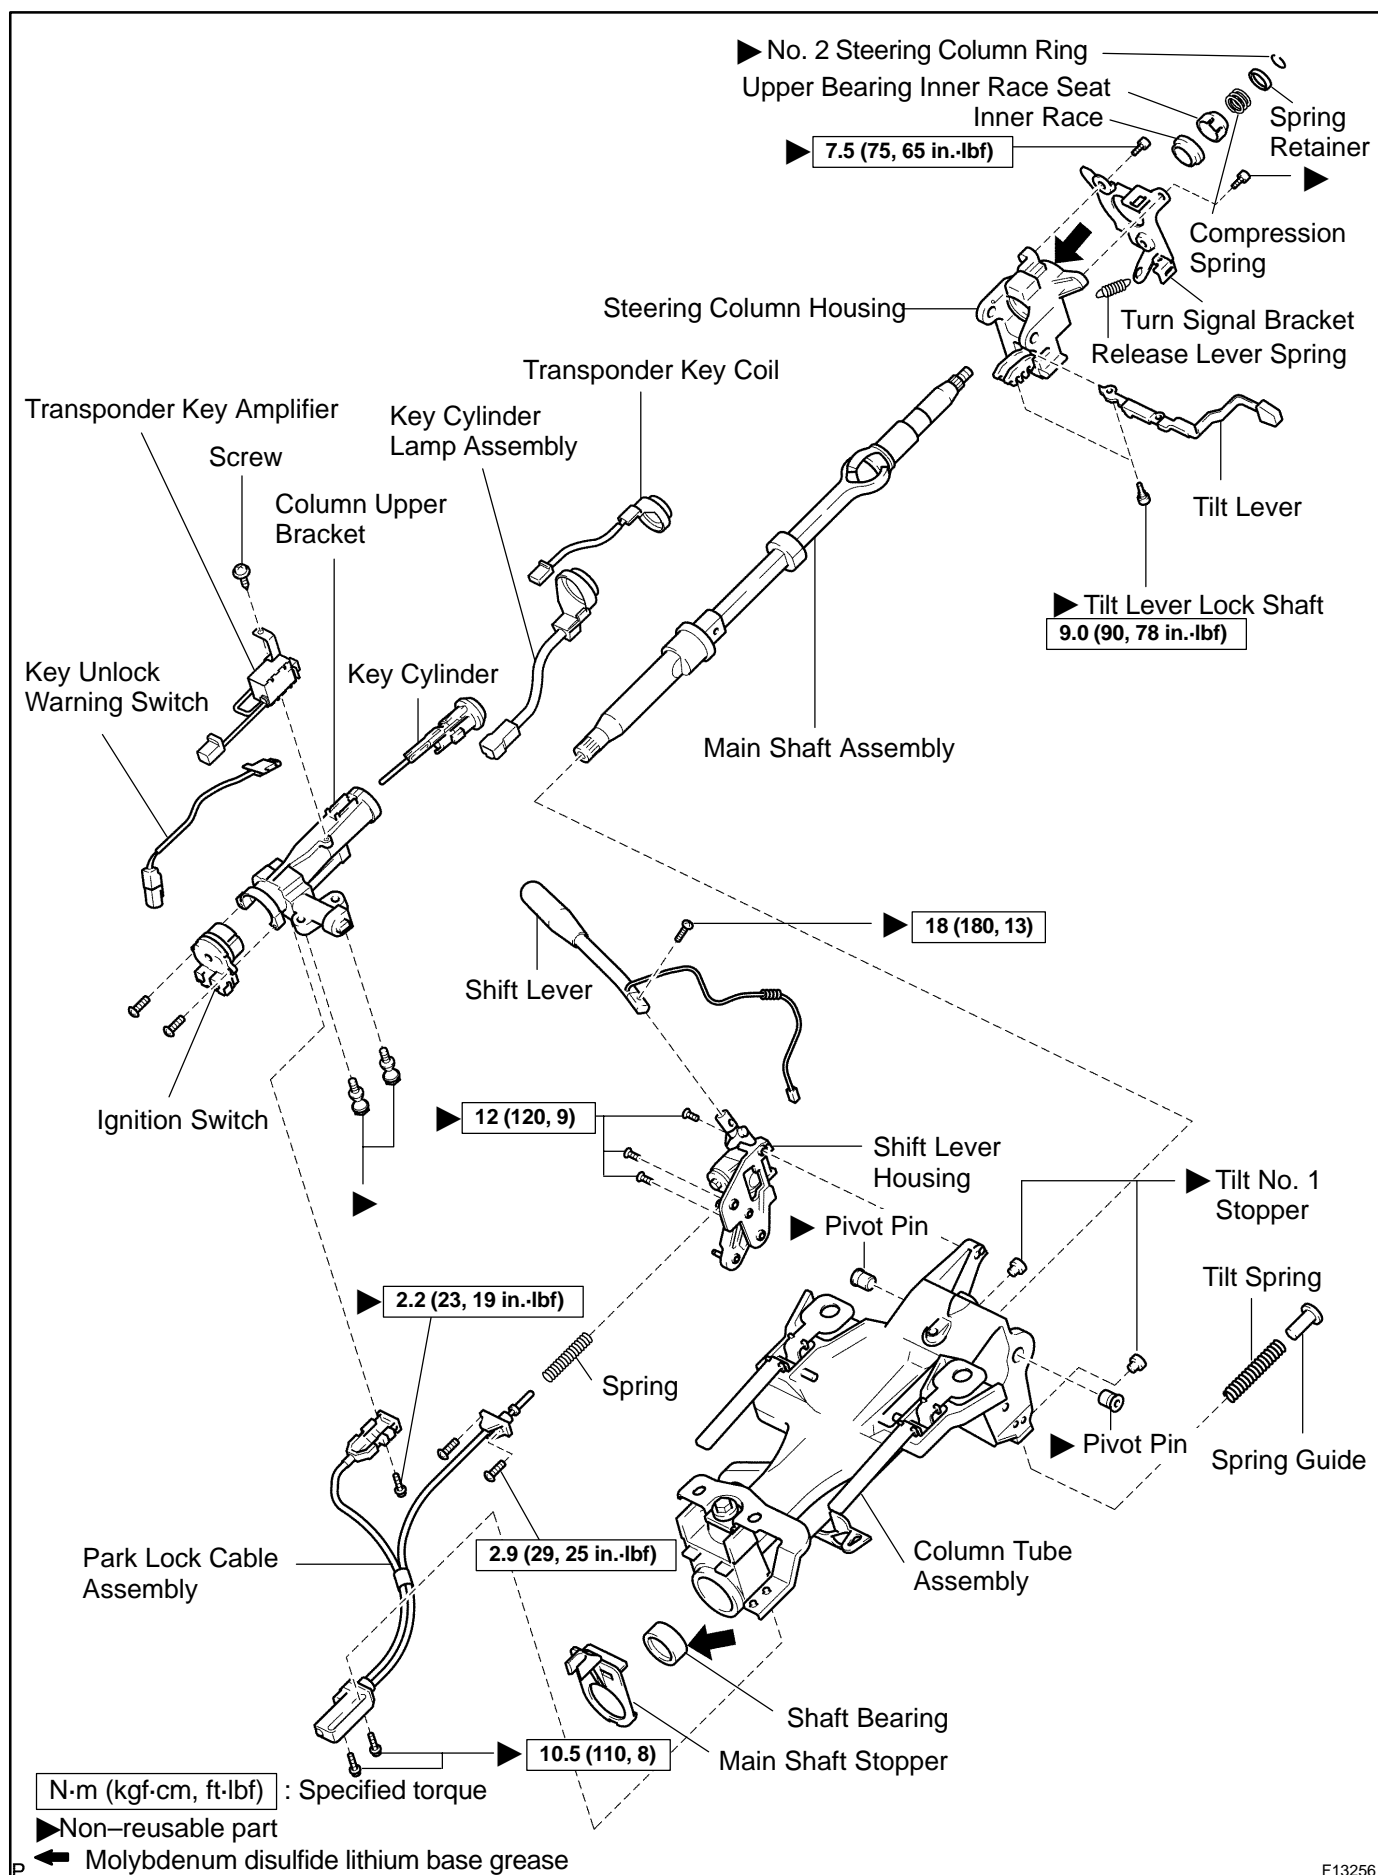 ▶ No. 2 Steering Column Ring
Upper Bearing Inner Race Seat
Inner Race
Spring
Retainer
▶ 7.5 (75, 65 in.·lbf)
▶
Compression
Spring
Steering Column Housing
Turn Signal Bracket
Release Lever Spring
Transponder Key Coil
Transponder Key Amplifier
Key Cylinder
Lamp Assembly
Screw
Column Upper
Bracket
Tilt Lever
▶ Tilt Lever Lock Shaft
9.0 (90, 78 in.·lbf)
Key Unlock
Warning Switch
Key Cylinder
Main Shaft Assembly
▶ 18 (180, 13)
Shift Lever
Ignition Switch
▶ 12 (120, 9)
Shift Lever
Housing
▶ Tilt No. 1
Stopper
▶
▶ Pivot Pin
Tilt Spring
▶ 2.2 (23, 19 in.·lbf)
Spring
▶ Pivot Pin
Spring Guide
Park Lock Cable
Assembly
2.9 (29, 25 in.·lbf)
Column Tube
Assembly
Shaft Bearing
▶ 10.5 (110, 8)
Main Shaft Stopper
N·m (kgf·cm, ft·lbf) : Specified torque
▶Non–reusable part
← Molybdenum disulfide lithium base grease
P
F13256